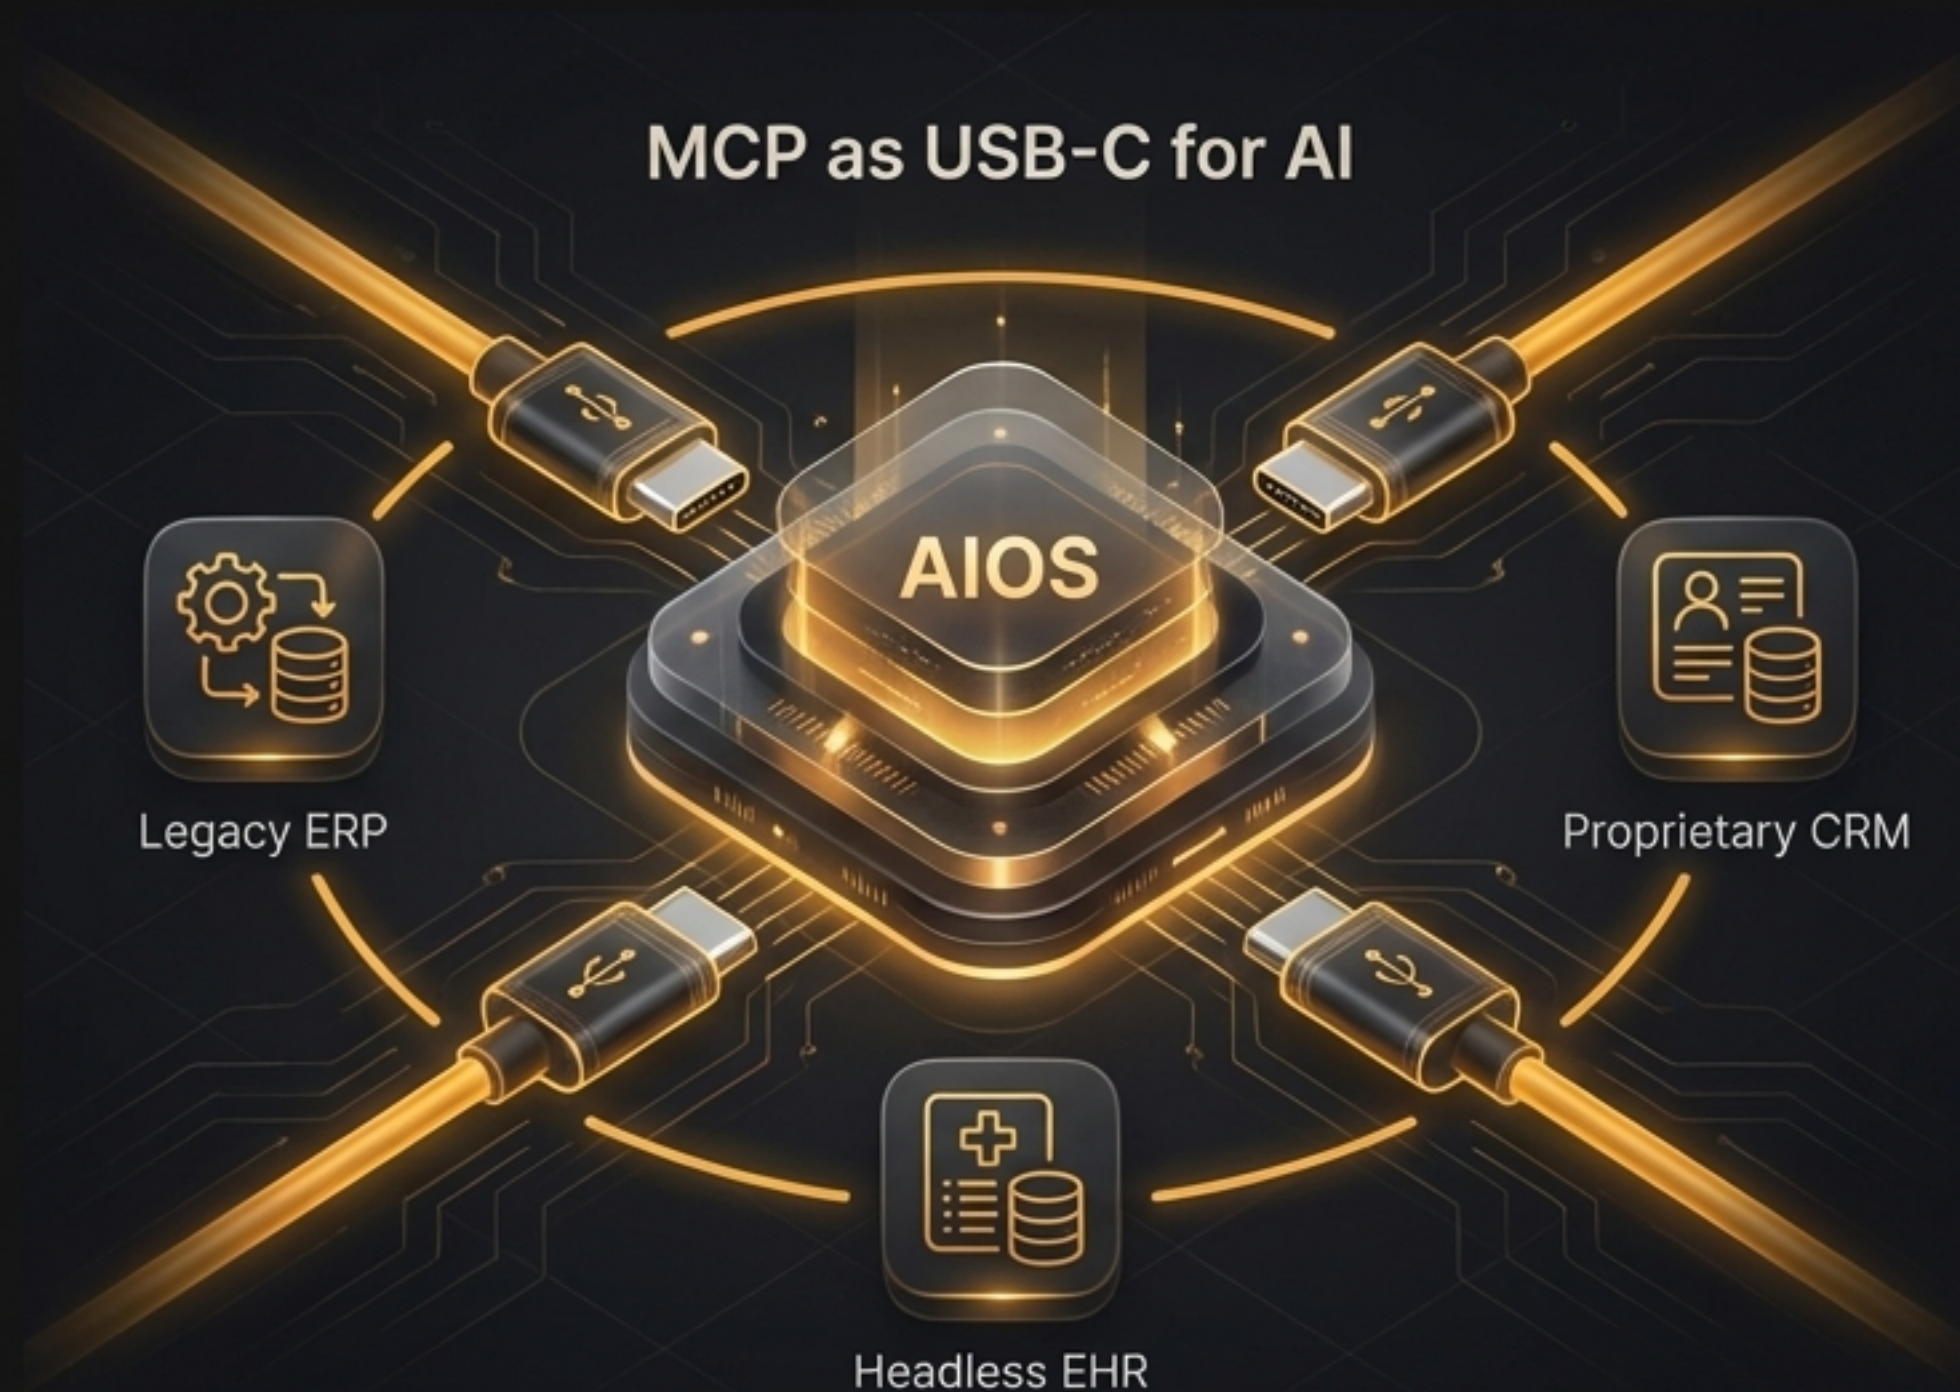 MCP as USB-C for AI
AIOS
Legacy ERP
Proprietary CRM
Headless EHR